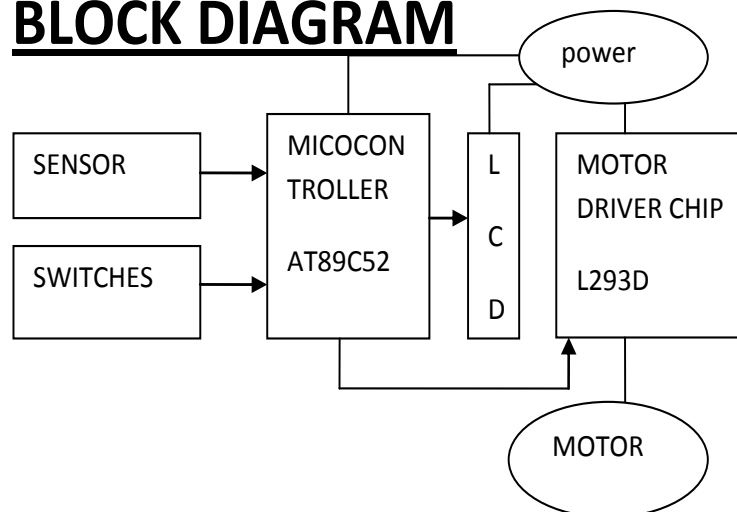 BLOCK DIAGRAM
power
SENSOR
MICOCON
TROLLER
AT89C52
L
C
D
MOTOR
DRIVER CHIP
L293D
SWITCHES
MOTOR